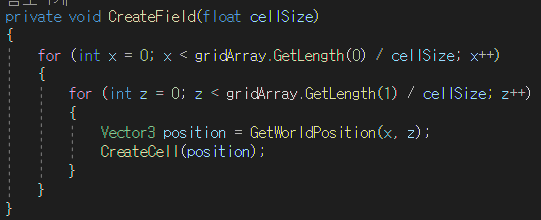 private void CreateField(float cellSize)
{
for (int x = 0; x < gridArray.GetLength(0) / cellSize; x++)
{
for (int z = 0; z < gridArray.GetLength(1) / cellSize; z++)
{
Vector3 position = GetWorldPosition(x, z);
CreateCell(position);
}
}
}